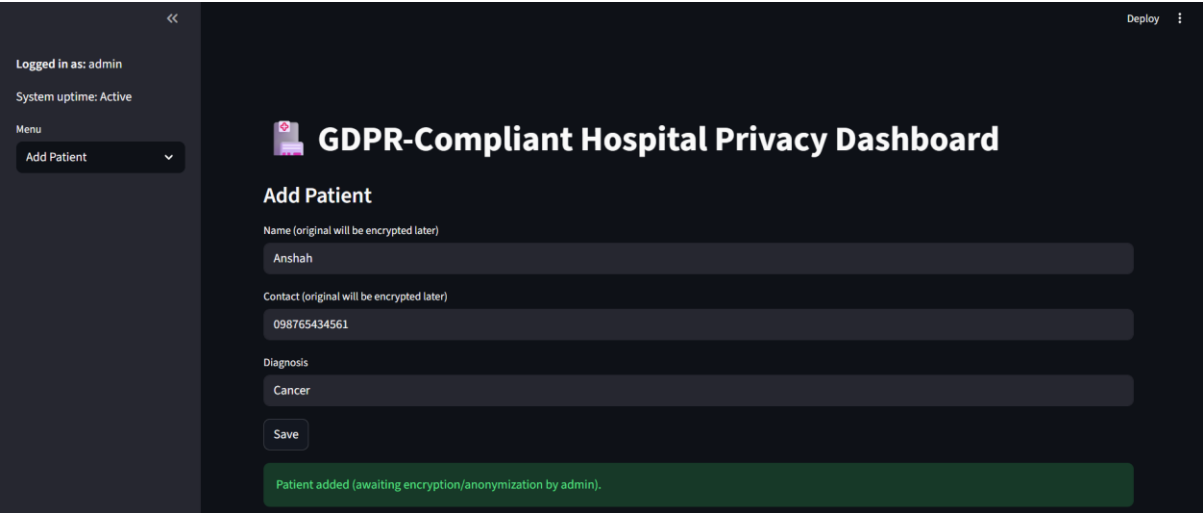 Deploy
Logged in as: admin
System uptime: Active
Menu
Add Patient
GDPR-Compliant Hospital Privacy Dashboard
Add Patient
Name (original will be encrypted later)
Anshah
Contact (original will be encrypted later)
098765434561
Diagnosis
Cancer
Save
Patient added (awaiting encryption/anonymization by admin).